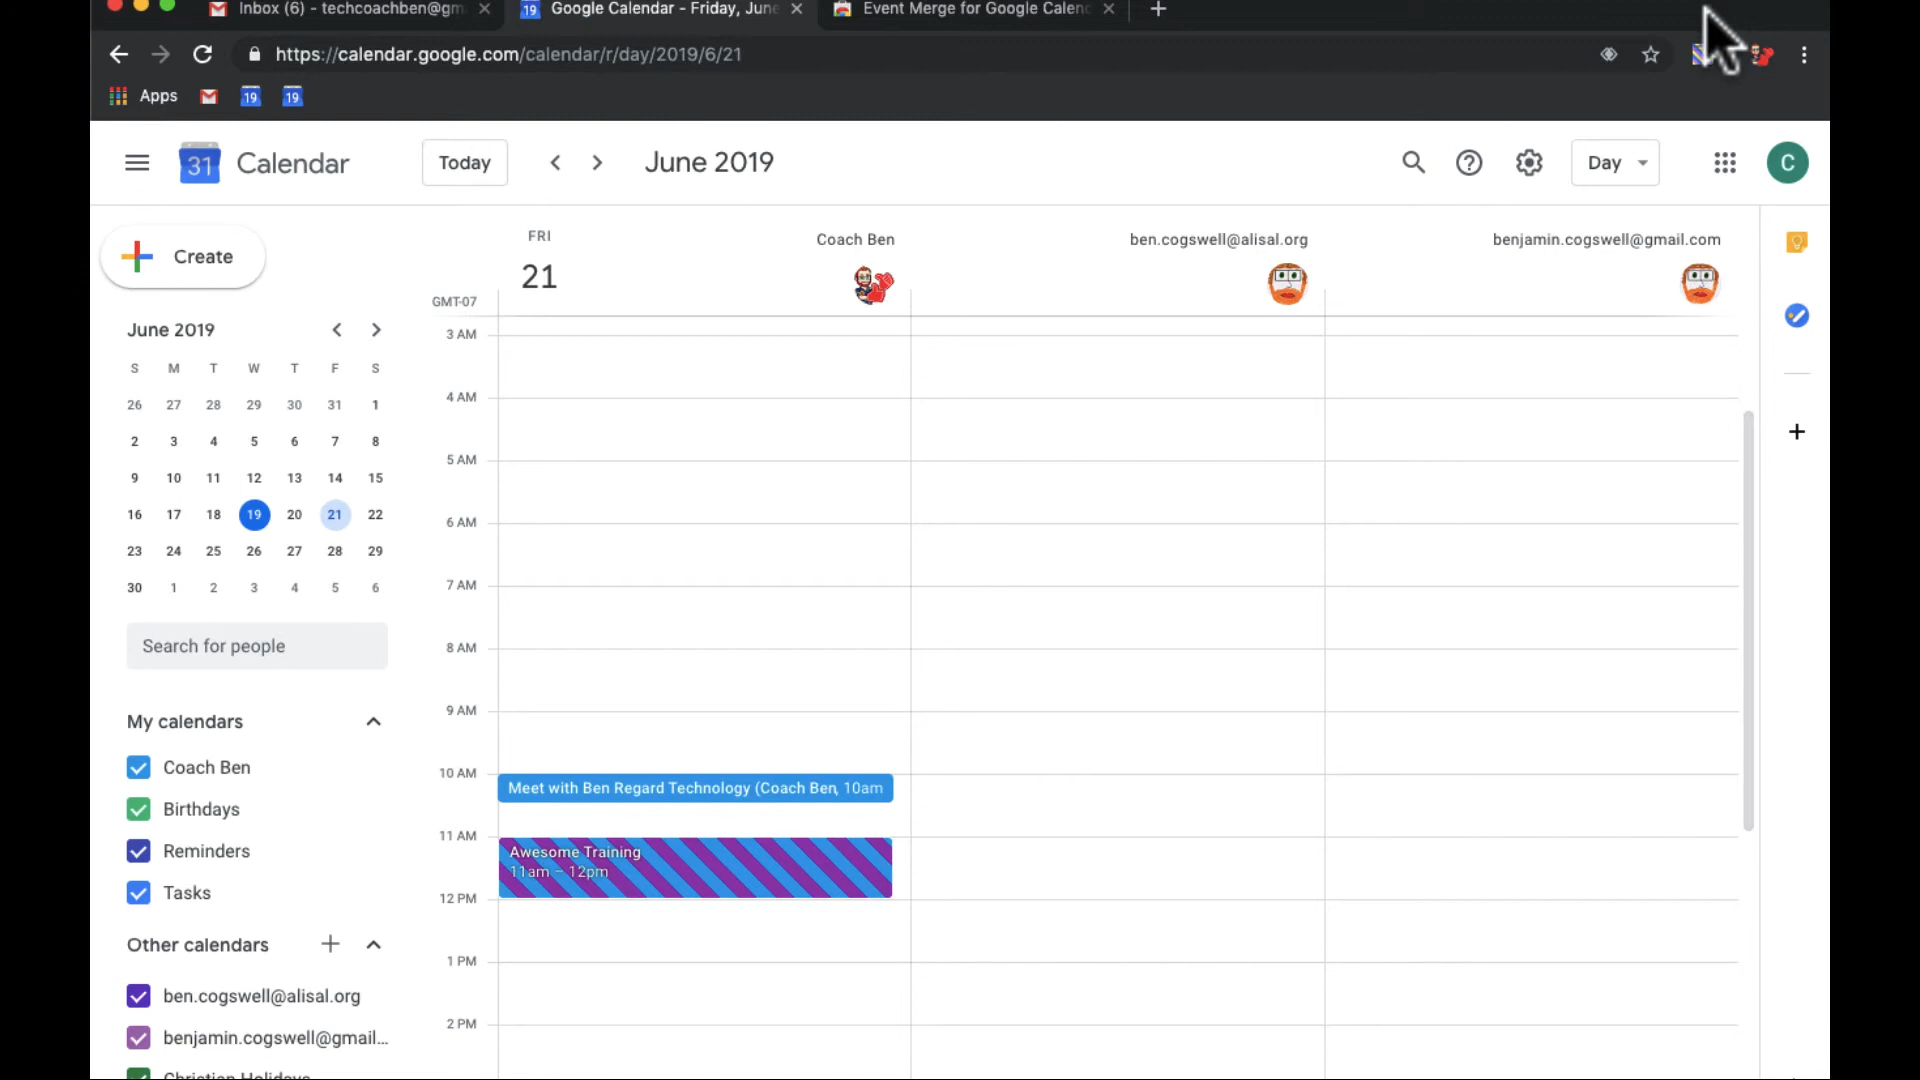 Inbox (6) - techcoachben@gm
Google Calendar - Friday, June
Event Merge for Google Calen
https://calendar.google.com/calendar/r/day/2019/6/21
Apps
19
19
31
Calendar
Today
June 2019
Day
C
Create
FRI
21
GMT-07
Coach Ben
ben.cogswell@alisal.org
benjamin.cogswell@gmail.com
June 2019
S M T W T F S
26 27 28 29 30 31 1
2 3 4 5 6 7 8
9 10 11 12 13 14 15
16 17 18 19 20 21 22
23 24 25 26 27 28 29
30 1 2 3 4 5 6
Search for people
My calendars
Coach Ben
Birthdays
Reminders
Tasks
Other calendars
ben.cogswell@alisal.org
benjamin.cogswell@gmail...
Christian Holidays
3 AM
4 AM
5 AM
6 AM
7 AM
8 AM
9 AM
10 AM
Meet with Ben Regard Technology (Coach Ben, 10am
11 AM
Awesome Training
11am – 12pm
12 PM
1 PM
2 PM